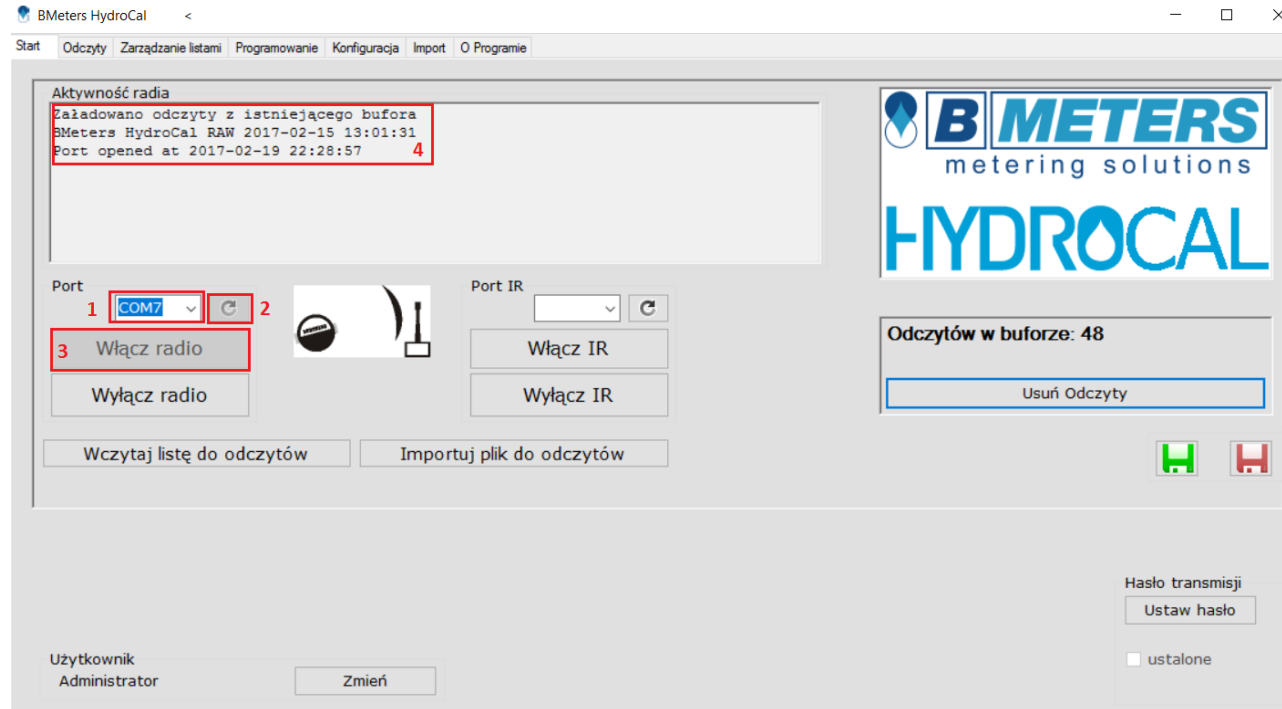 BMeters HydroCal <
Start Odczyty Zarządzanie listami Programowanie Konfiguracja Import O Programie
Aktywność radia
Załadowano odczyty z istniejącego bufora
BMeters HydroCal RAW 2017-02-15 13:01:31
Port opened at 2017-02-19 22:28:57 4
B METERS
metering solutions
HYDROCAL
Port
1 COM7 2
3 Włącz radio
Wyłącz radio
Port IR
Włącz IR
Wyłącz IR
Odczytów w buforze: 48
Usuń Odczyty
Wczytaj listę do odczytów
Importuj plik do odczytów
Hasło transmisji
Ustaw hasło
ustalone
Użytkownik
Administrator
Zmień